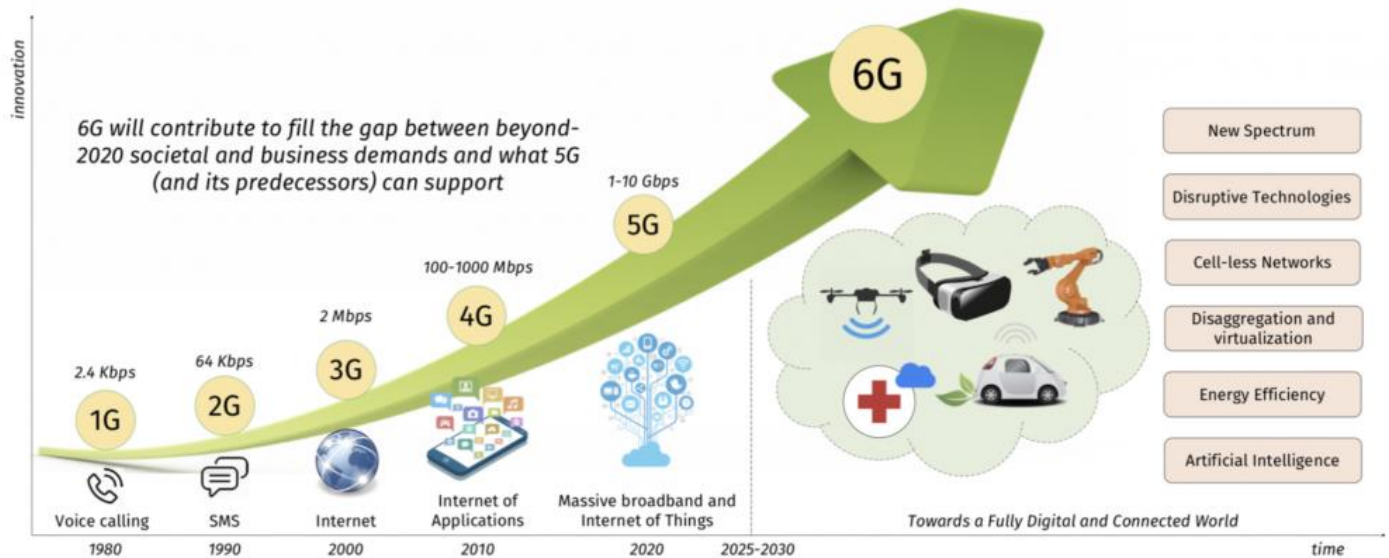 innovation
6G will contribute to fill the gap between beyond-
2020 societal and business demands and what 5G
(and its predecessors) can support
2.4 Kbps
1G
Voice calling
1980
64 Kbps
2G
SMS
1990
2 Mbps
3G
Internet
2000
100-1000 Mbps
4G
Internet of
Applications
2010
1-10 Gbps
5G
Massive broadband and
Internet of Things
2020
2025-2030
6G
Towards a Fully Digital and Connected World
time
New Spectrum
Disruptive Technologies
Cell-less Networks
Disaggregation and
virtualization
Energy Efficiency
Artificial Intelligence